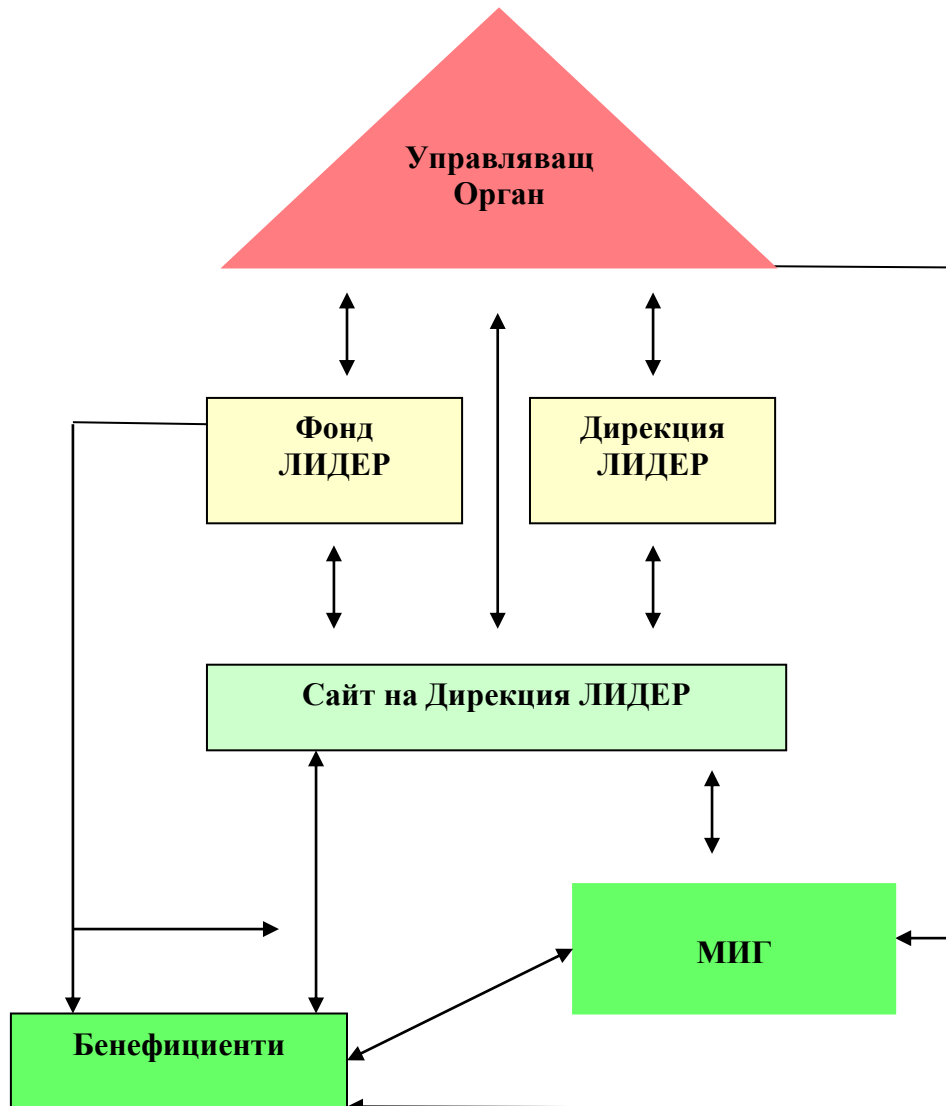 Управляващ
Орган
Фонд
ЛИДЕР
Дирекция
ЛИДЕР
Сайт на Дирекция ЛИДЕР
МИГ
Бенефициенти